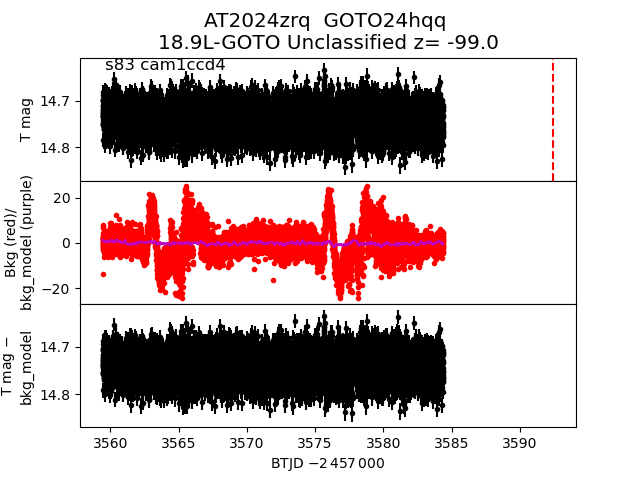 AT2024zrq  GOTO24hqq
18.9L-GOTO Unclassified z= -99.0
s83 cam1ccd4
T mag
14.7
14.8
Bkg (red)/
bkg_model (purple)
20
0
−20
T mag −
bkg_model
14.7
14.8
3560 3565 3570 3575 3580 3585 3590
BTJD −2 457 000